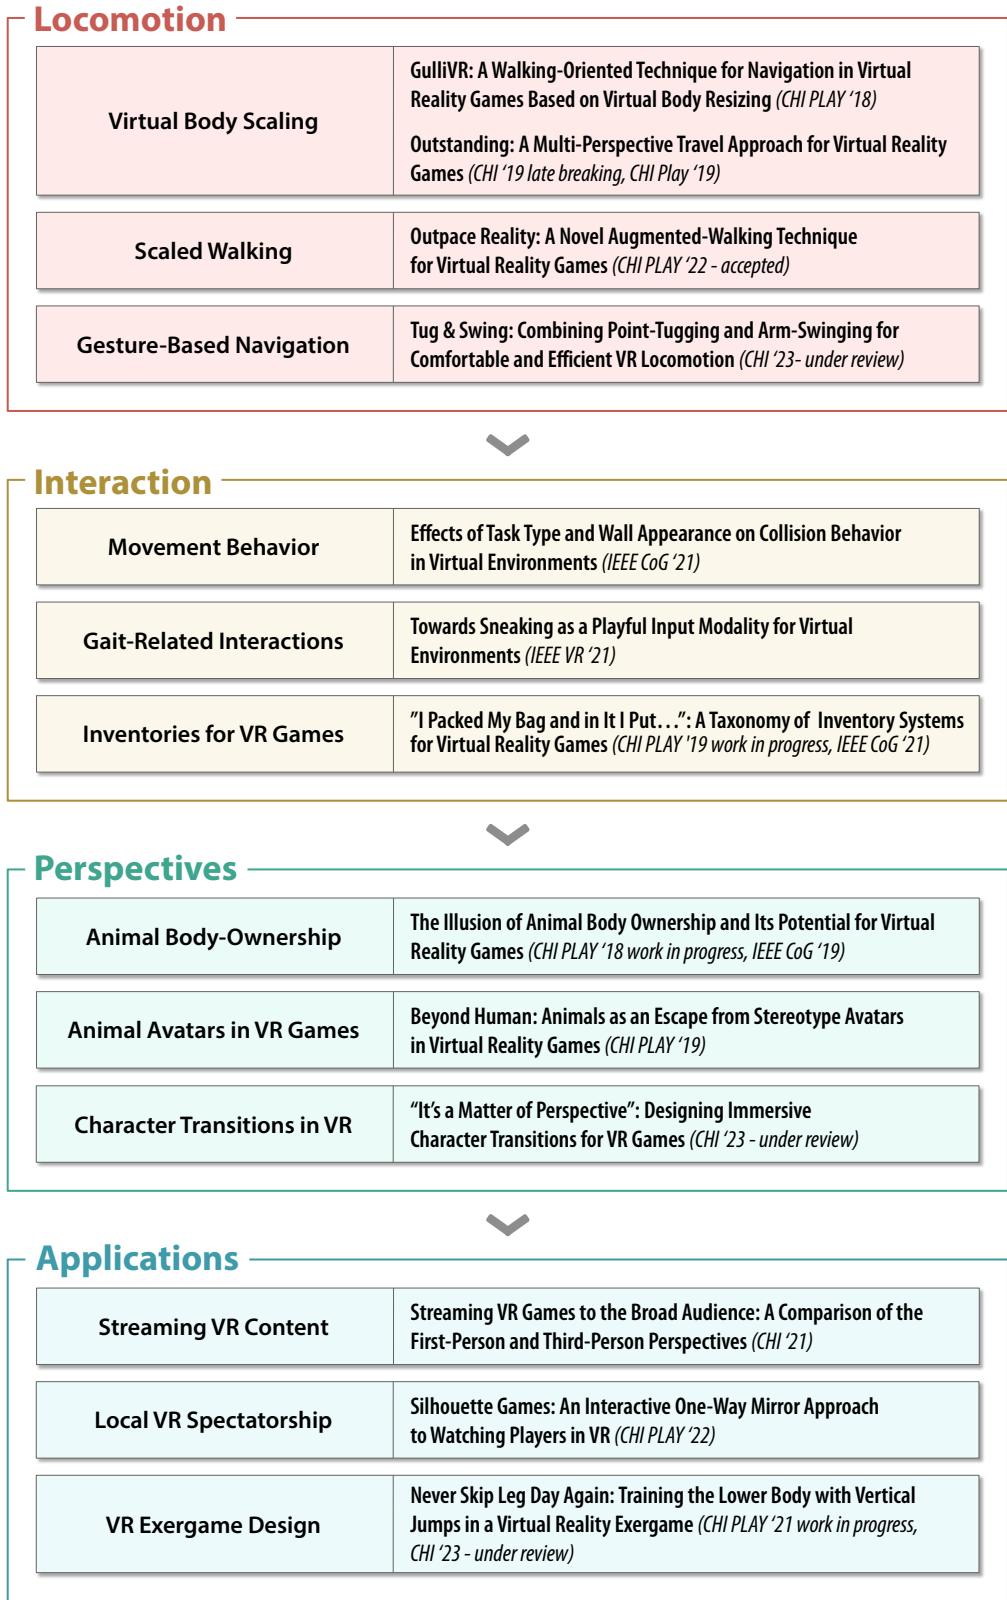 Locomotion
Virtual Body Scaling
GulliVR: A Walking-Oriented Technique for Navigation in Virtual
Reality Games Based on Virtual Body Resizing (CHI PLAY ‘18)
Outstanding: A Multi-Perspective Travel Approach for Virtual Reality
Games (CHI ‘19 late breaking, CHI Play ‘19)
Scaled Walking
Outpace Reality: A Novel Augmented-Walking Technique
for Virtual Reality Games (CHI PLAY ‘22 - accepted)
Gesture-Based Navigation
Tug & Swing: Combining Point-Tugging and Arm-Swinging for
Comfortable and Efficient VR Locomotion (CHI ‘23- under review)
Interaction
Movement Behavior
Effects of Task Type and Wall Appearance on Collision Behavior
in Virtual Environments (IEEE CoG ‘21)
Gait-Related Interactions
Towards Sneaking as a Playful Input Modality for Virtual
Environments (IEEE VR ‘21)
Inventories for VR Games
”I Packed My Bag and in It I Put…”: A Taxonomy of Inventory Systems
for Virtual Reality Games (CHI PLAY '19 work in progress, IEEE CoG ‘21)
Perspectives
Animal Body-Ownership
The Illusion of Animal Body Ownership and Its Potential for Virtual
Reality Games (CHI PLAY ‘18 work in progress, IEEE CoG ‘19)
Animal Avatars in VR Games
Beyond Human: Animals as an Escape from Stereotype Avatars
in Virtual Reality Games (CHI PLAY ‘19)
Character Transitions in VR
“It’s a Matter of Perspective”: Designing Immersive
Character Transitions for VR Games (CHI ‘23 - under review)
Applications
Streaming VR Content
Streaming VR Games to the Broad Audience: A Comparison of the
First-Person and Third-Person Perspectives (CHI ‘21)
Local VR Spectatorship
Silhouette Games: An Interactive One-Way Mirror Approach
to Watching Players in VR (CHI PLAY ‘22)
VR Exergame Design
Never Skip Leg Day Again: Training the Lower Body with Vertical
Jumps in a Virtual Reality Exergame (CHI PLAY ‘21 work in progress,
CHI ‘23 - under review)